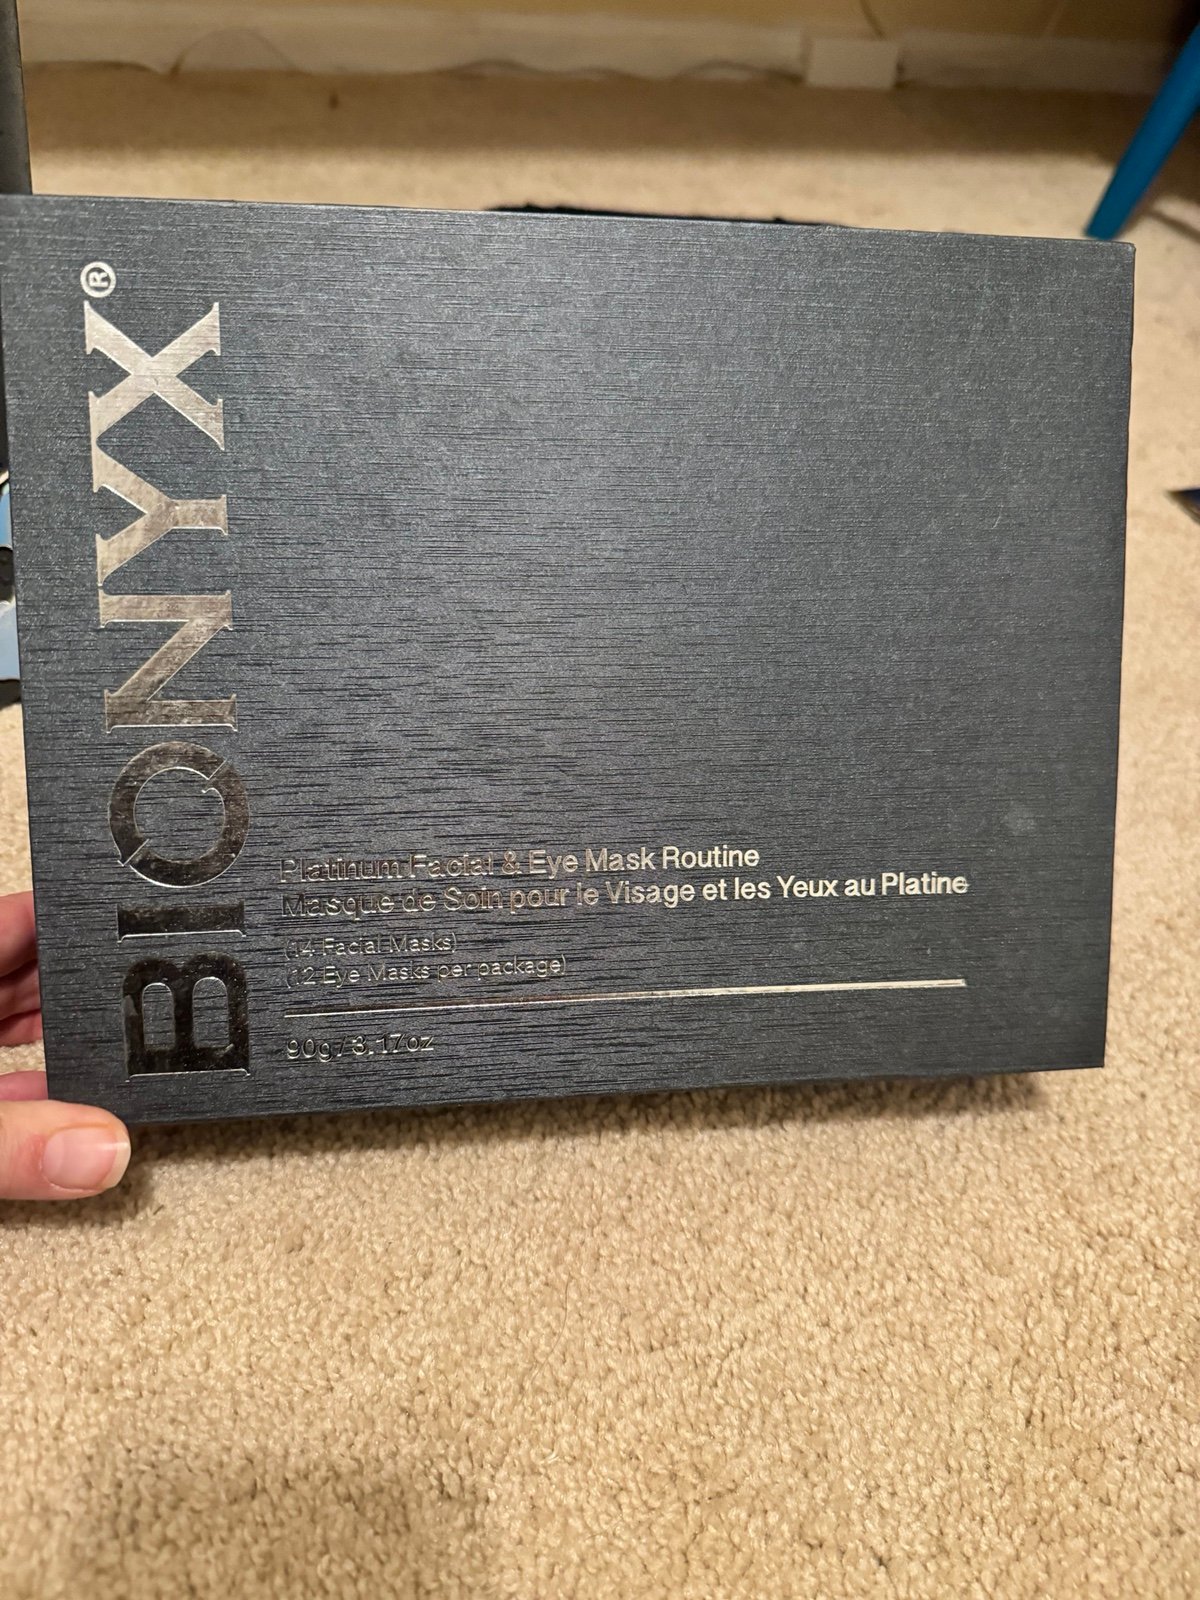 BIONYX®
Platinum Facial & Eye Mask Routine
Masque de Soin pour le Visage et les Yeux au Platine
(14 Facial Masks)
(12 Eye Masks per package)
90g / 3.17oz